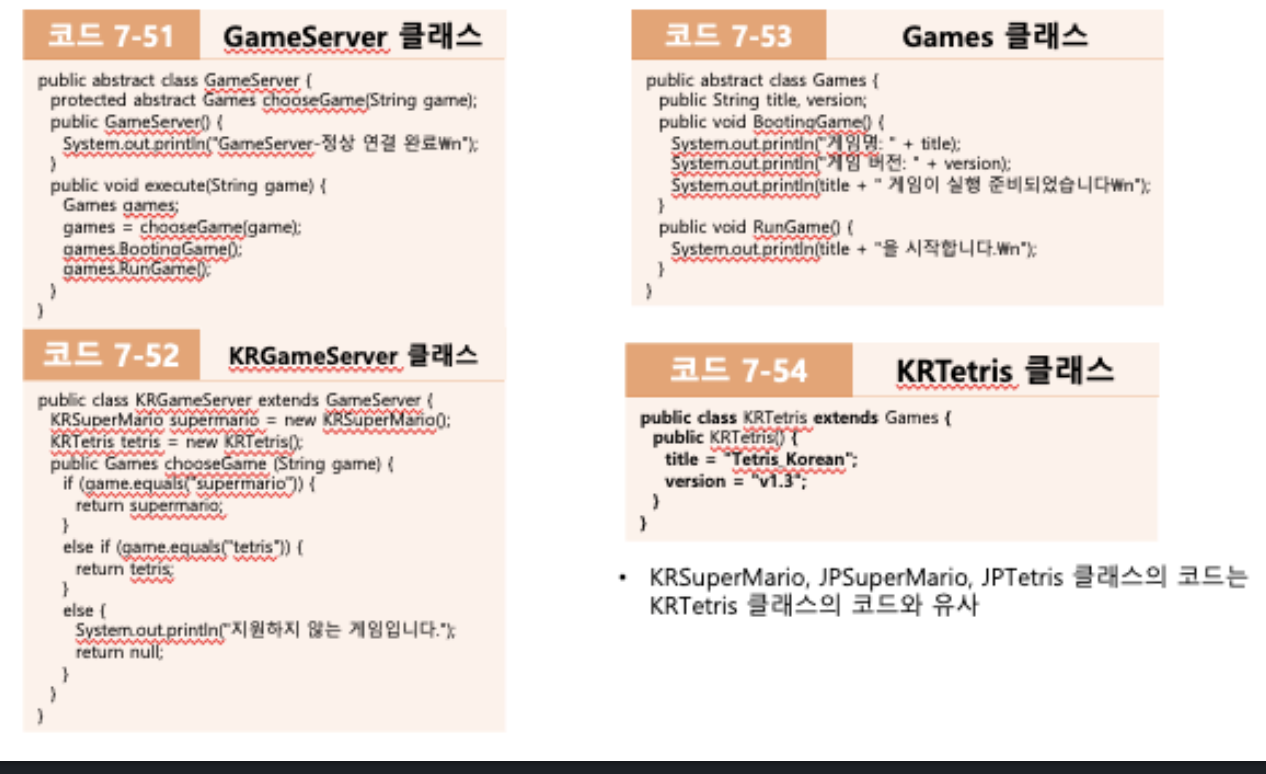 코드 7-51 GameServer 클래스
public abstract class GameServer {
protected abstract Games chooseGame(String game);
public GameServer() {
System.out.println("GameServer-정상 연결 완료₩n");
}
public void execute(String game) {
Games games;
games = chooseGame(game);
games.BootingGame();
games.RunGame();
}
}
코드 7-52 KRGameServer 클래스
public class KRGameServer extends GameServer {
KRSuperMario supermario = new KRSuperMario();
KRTetris tetris = new KRTetris();
public Games chooseGame (String game) {
if (game.equals("supermario")) {
return supermario;
}
else if (game.equals("tetris")) {
return tetris;
}
else {
System.out.println("지원하지 않는 게임입니다.");
return null;
}
}
}
코드 7-53 Games 클래스
public abstract class Games {
public String title, version;
public void BootingGame() {
System.out.println("게임명: " + title);
System.out.println("게임 버전: " + version);
System.out.println(title + " 게임이 실행 준비되었습니다₩n");
}
public void RunGame() {
System.out.println(title + "을 시작합니다.₩n");
}
}
코드 7-54 KRTetris 클래스
public class KRTetris extends Games {
public KRTetris() {
title = "Tetris_Korean";
version = "v1.3";
}
}
• KRSuperMario, JPSuperMario, JPTetris 클래스의 코드는
KRTetris 클래스의 코드와 유사